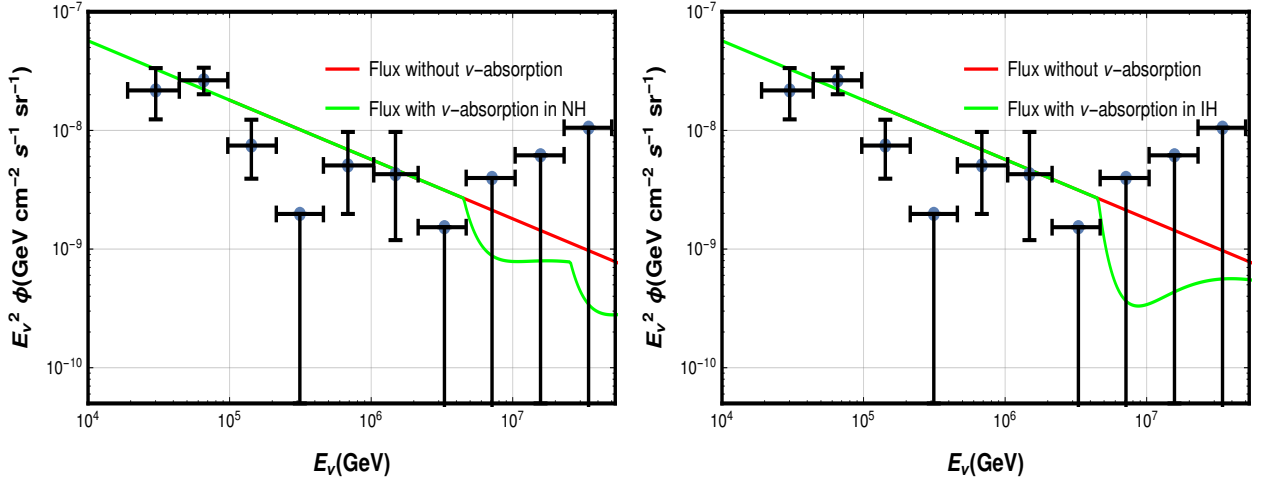 10⁻⁷
10⁻⁸
10⁻⁹
10⁻¹⁰
E_ν² ϕ(GeV cm⁻² s⁻¹ sr⁻¹)
Flux without ν−absorption
Flux with ν−absorption in NH
10⁴ 10⁵ 10⁶ 10⁷
E_ν(GeV)
10⁻⁷
10⁻⁸
10⁻⁹
10⁻¹⁰
E_ν² ϕ(GeV cm⁻² s⁻¹ sr⁻¹)
Flux without ν−absorption
Flux with ν−absorption in IH
10⁴ 10⁵ 10⁶ 10⁷
E_ν(GeV)